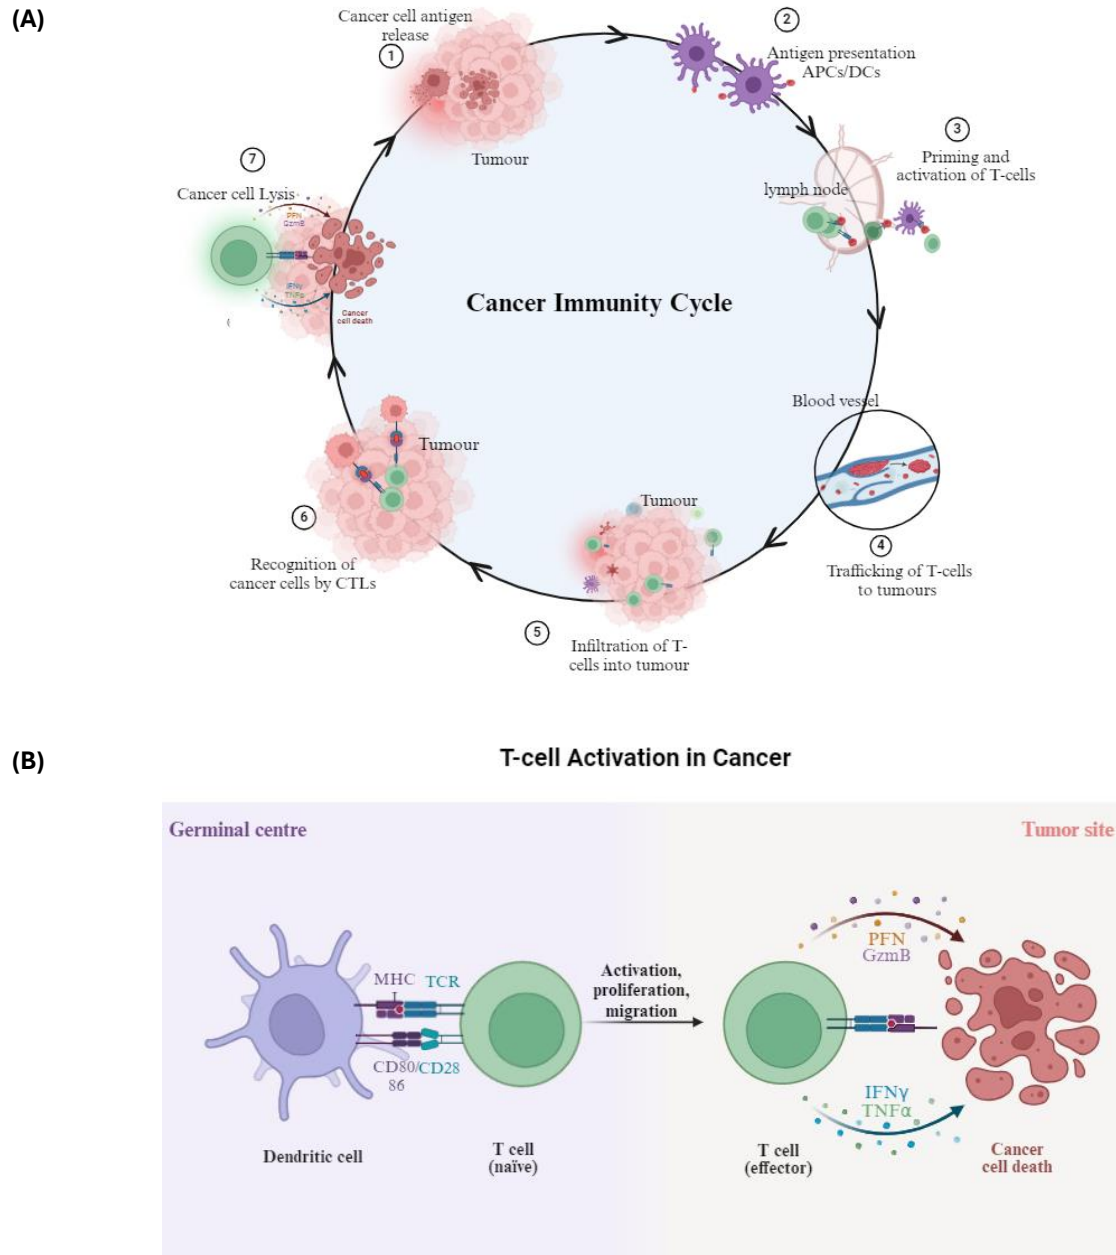 (A)
Cancer cell antigen
release
1
2
Antigen presentation
APCs/DCs
3
Priming and
activation of T-cells
lymph node
Tumour
7
Cancer cell Lysis
PFN
GzmB
IFNγ
TNFα
Cancer
cell death
(
Cancer Immunity Cycle
Blood vessel
4
Trafficking of T-cells
to tumours
Tumour
5
Infiltration of T-
cells into tumour
Tumour
6
Recognition of
cancer cells by CTLs
(B)
T-cell Activation in Cancer
Germinal centre
Tumor site
MHC
I
TCR
CD80/
86
CD28
Dendritic cell
T cell
(naïve)
Activation,
proliferation,
migration
PFN
GzmB
IFNγ
TNFα
T cell
(effector)
Cancer
cell death